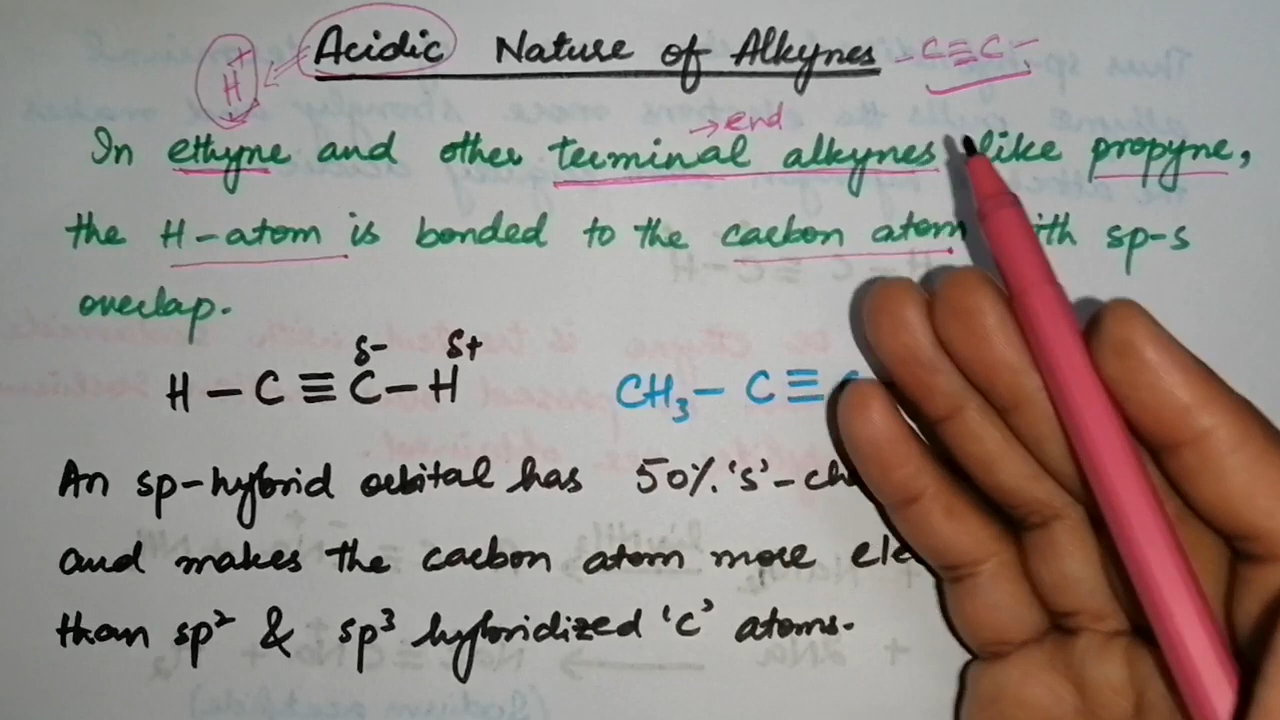 H⁺ Acidic Nature of Alkynes -C≡C-
→end
In ethyne and other terminal alkynes like propyne,
the H-atom is bonded to the carbon atom with sp-s
overlap.
δ- δ+
H-C≡C-H CH₃-C≡
An sp-hybrid orbital has 50% 's'-
and makes the carbon atom more
than sp² & sp³ hybridized 'c' atoms.